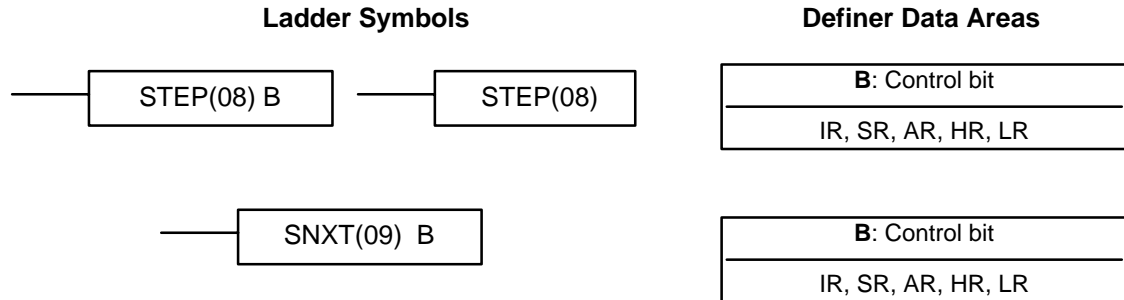 Ladder Symbols
Definer Data Areas
STEP(08) B
STEP(08)
B: Control bit
IR, SR, AR, HR, LR
SNXT(09) B
B: Control bit
IR, SR, AR, HR, LR